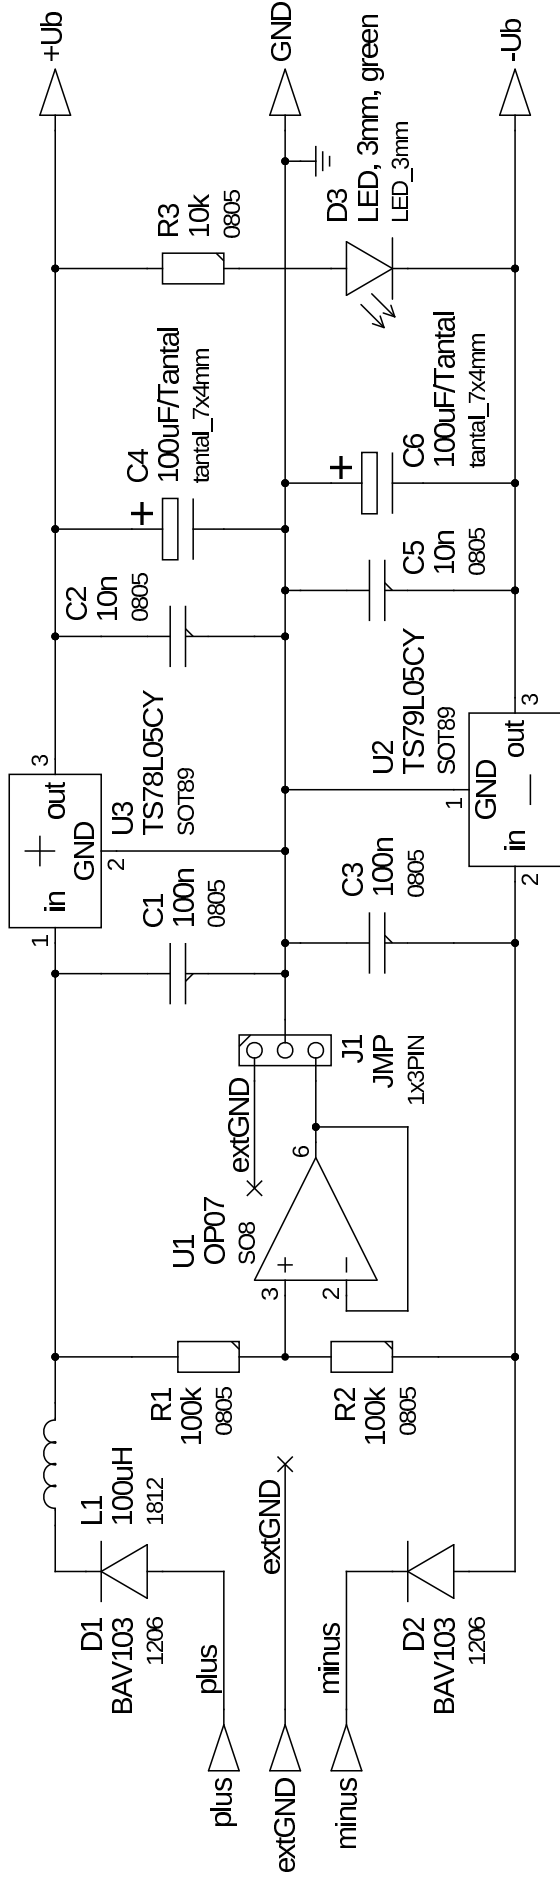 +Ub
GND
-Ub
R3
10k
0805
D3
LED, 3mm, green
LED_3mm
C4
100uF/Tantal
tantal_7x4mm
+
C6
100uF/Tantal
tantal_7x4mm
+
C2
10n
0805
C5
10n
0805
U3
TS78L05CY
SOT89
in
out
GND
+
1
2
3
U2
TS79L05CY
SOT89
GND
in
out
–
1
2
3
C1
100n
0805
C3
100n
0805
J1
JMP
1x3PIN
extGND
U1
OP07
SO8
3
2
6
+
–
R1
100k
0805
R2
100k
0805
L1
100uH
1812
D1
BAV103
1206
D2
BAV103
1206
plus
extGND
minus
plus
extGND
minus